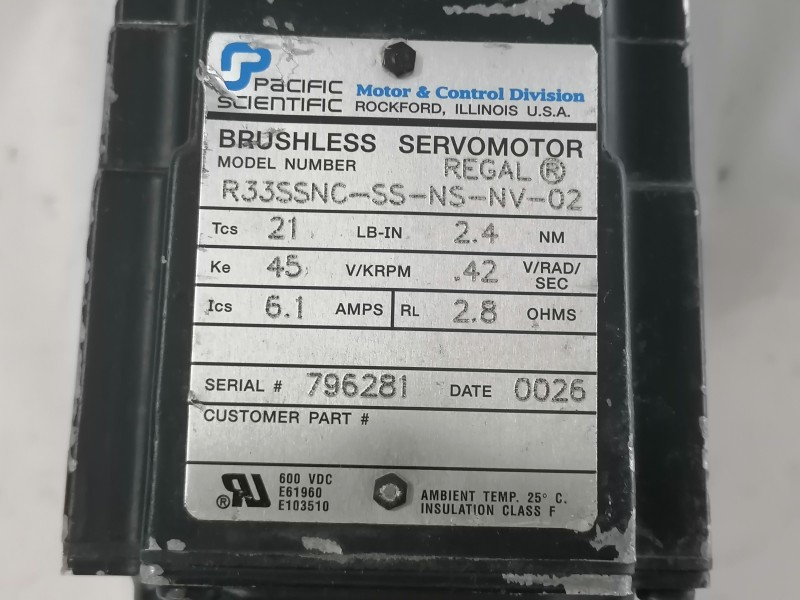 PACIFIC
SCIENTIFIC
Motor & Control Division
ROCKFORD, ILLINOIS U.S.A.
BRUSHLESS SERVOMOTOR
MODEL NUMBER REGAL ®
R33SSNC-SS-NS-NV-02
Tcs 21 LB-IN 2.4 NM
Ke 45 V/KRPM .42 V/RAD/SEC
Ics 6.1 AMPS RL 2.8 OHMS
SERIAL # 796281 DATE 0026
CUSTOMER PART #
RU ®
600 VDC
E61960
E103510
AMBIENT TEMP. 25° C.
INSULATION CLASS F